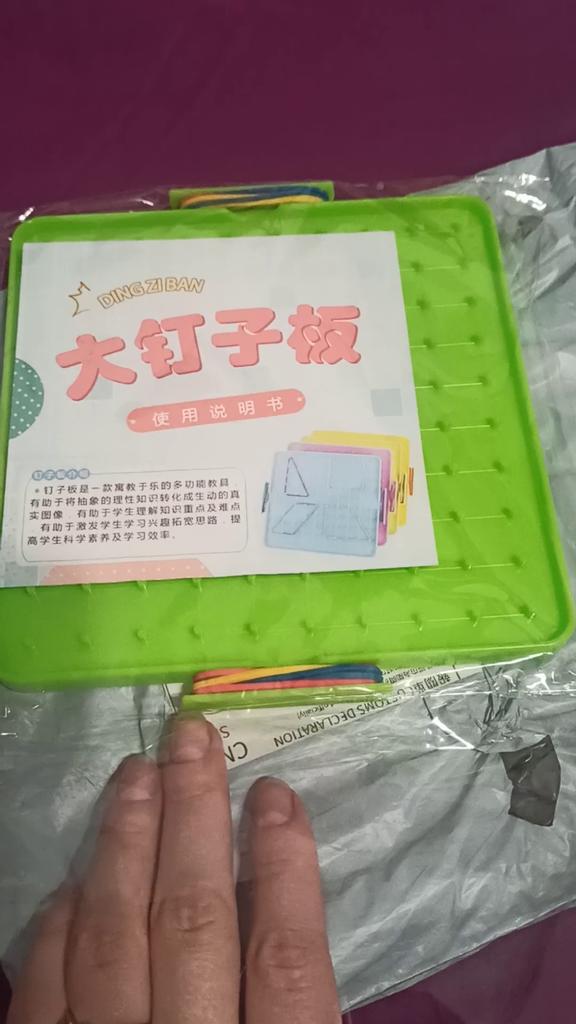 DING ZI BAN
大钉子板
使用说明书
钉子板介绍
钉子板是一款寓教于乐的多功能教具
有助于将抽象的理性知识转化成生动的真
实图像.有助于学生理解知识重点及难点
.有助于激发学生学习兴趣拓宽思路.提
高学生科学素养及学习效率.
CUSTOMS DECLARATION
CN